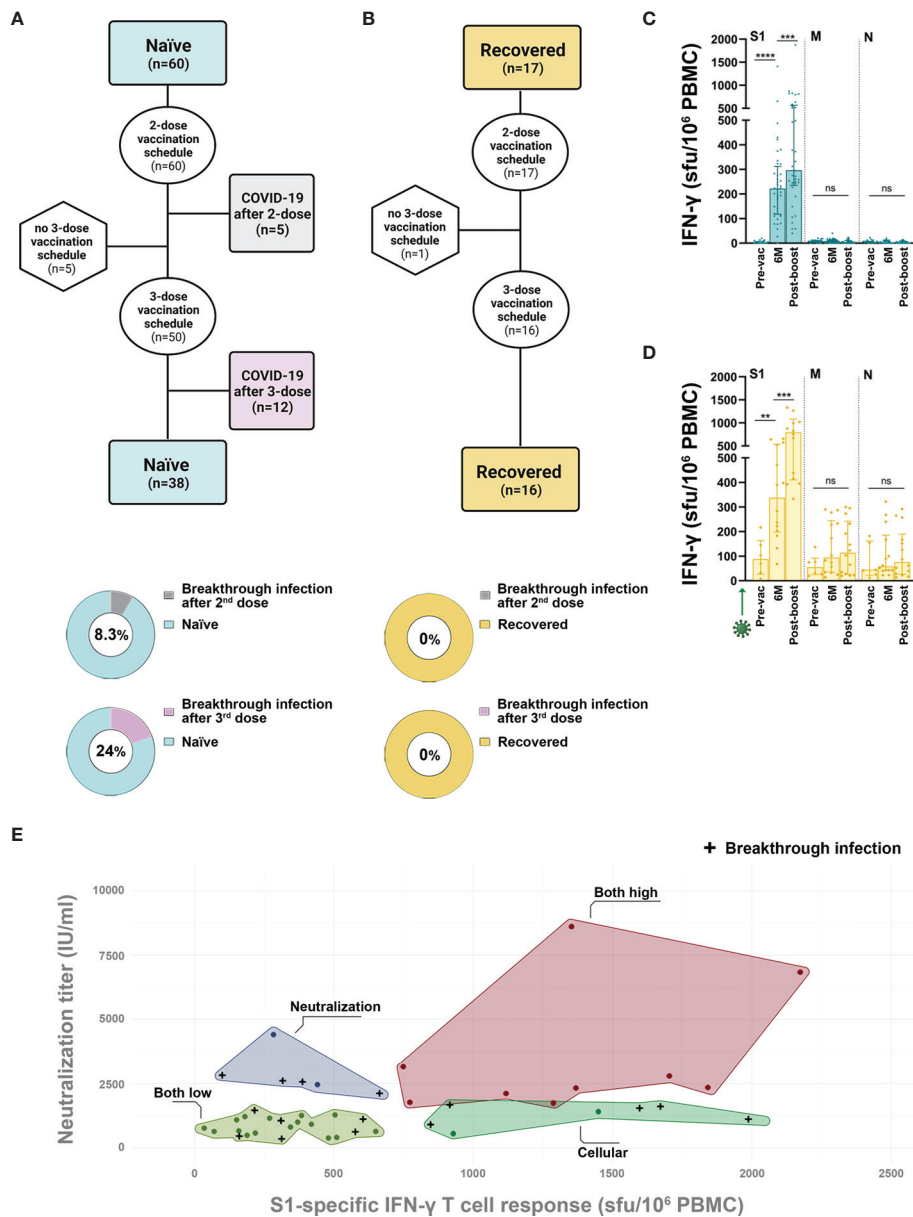 A
Naïve
(n=60)
2-dose
vaccination
schedule
(n=60)
COVID-19
after 2-dose
(n=5)
no 3-dose
vaccination
schedule
(n=5)
3-dose
vaccination
schedule
(n=50)
COVID-19
after 3-dose
(n=12)
Naïve
(n=38)
8.3%
Breakthrough infection
after 2nd dose
Naïve
24%
Breakthrough infection
after 3rd dose
Naïve
B
Recovered
(n=17)
2-dose
vaccination
schedule
(n=17)
no 3-dose
vaccination
schedule
(n=1)
3-dose
vaccination
schedule
(n=16)
Recovered
(n=16)
0%
Breakthrough infection
after 2nd dose
Recovered
0%
Breakthrough infection
after 3rd dose
Recovered
C
IFN-γ (sfu/10⁶ PBMC)
2000
1500
1000
500
400
300
200
100
0
S1
M
N
****
***
ns
ns
Pre-vac
6M
Post-boost
Pre-vac
6M
Post-boost
Pre-vac
6M
Post-boost
D
IFN-γ (sfu/10⁶ PBMC)
2000
1500
1000
500
400
300
200
100
0
S1
M
N
**
***
ns
ns
Pre-vac
6M
Post-boost
Pre-vac
6M
Post-boost
Pre-vac
6M
Post-boost
E
+ Breakthrough infection
Neutralization titer (IU/ml)
10000
7500
5000
2500
0
Both high
Neutralization
Both low
Cellular
0
500
1000
1500
2000
2500
S1-specific IFN-γ T cell response (sfu/10⁶ PBMC)